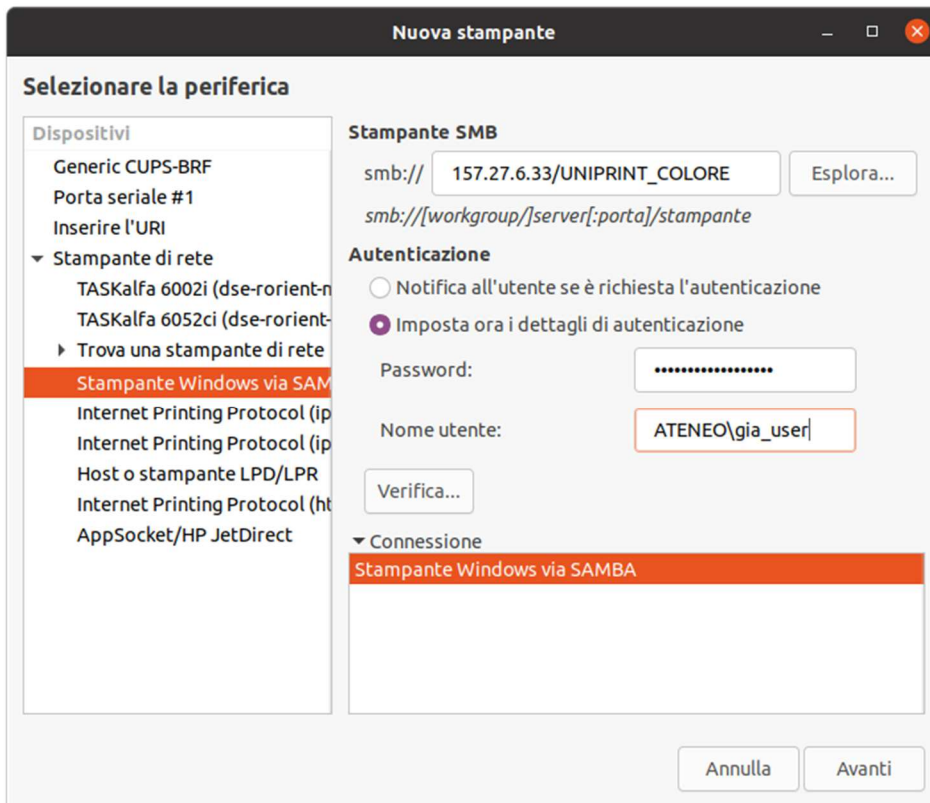 Nuova stampante
Selezionare la periferica
Dispositivi
Generic CUPS-BRF
Porta seriale #1
Inserire l'URI
Stampante di rete
TASKalfa 6002i (dse-rorient-n
TASKalfa 6052ci (dse-rorient-
Trova una stampante di rete
Stampante Windows via SAM
Internet Printing Protocol (ip
Internet Printing Protocol (ip
Host o stampante LPD/LPR
Internet Printing Protocol (ht
AppSocket/HP JetDirect
Stampante SMB
smb:// 157.27.6.33/UNIPRINT_COLORE Esplora...
smb://[workgroup/]server[:porta]/stampante
Autenticazione
Notifica all'utente se è richiesta l'autenticazione
Imposta ora i dettagli di autenticazione
Password: ••••••••••••••••••
Nome utente: ATENEO\gia_user
Verifica...
Connessione
Stampante Windows via SAMBA
Annulla Avanti